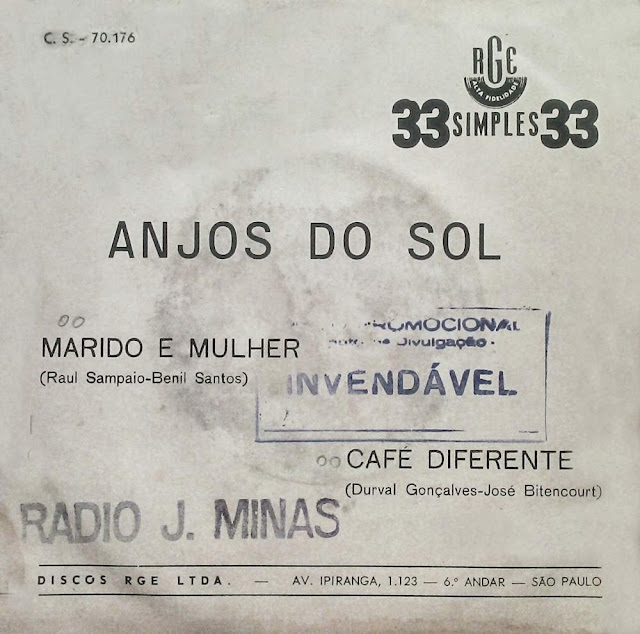 C. S. - 70.176
RGE
ALTA FIDELIDADE
33 SIMPLES 33
ANJOS DO SOL
MARIDO E MULHER
(Raul Sampaio-Benil Santos)
PROMOCIONAL
Divulgação -
INVENDÁVEL
CAFÉ DIFERENTE
(Durval Gonçalves-José Bitencourt)
RADIO J. MINAS
DISCOS RGE LTDA. — AV. IPIRANGA, 1.123 — 6.º ANDAR — SÃO PAULO